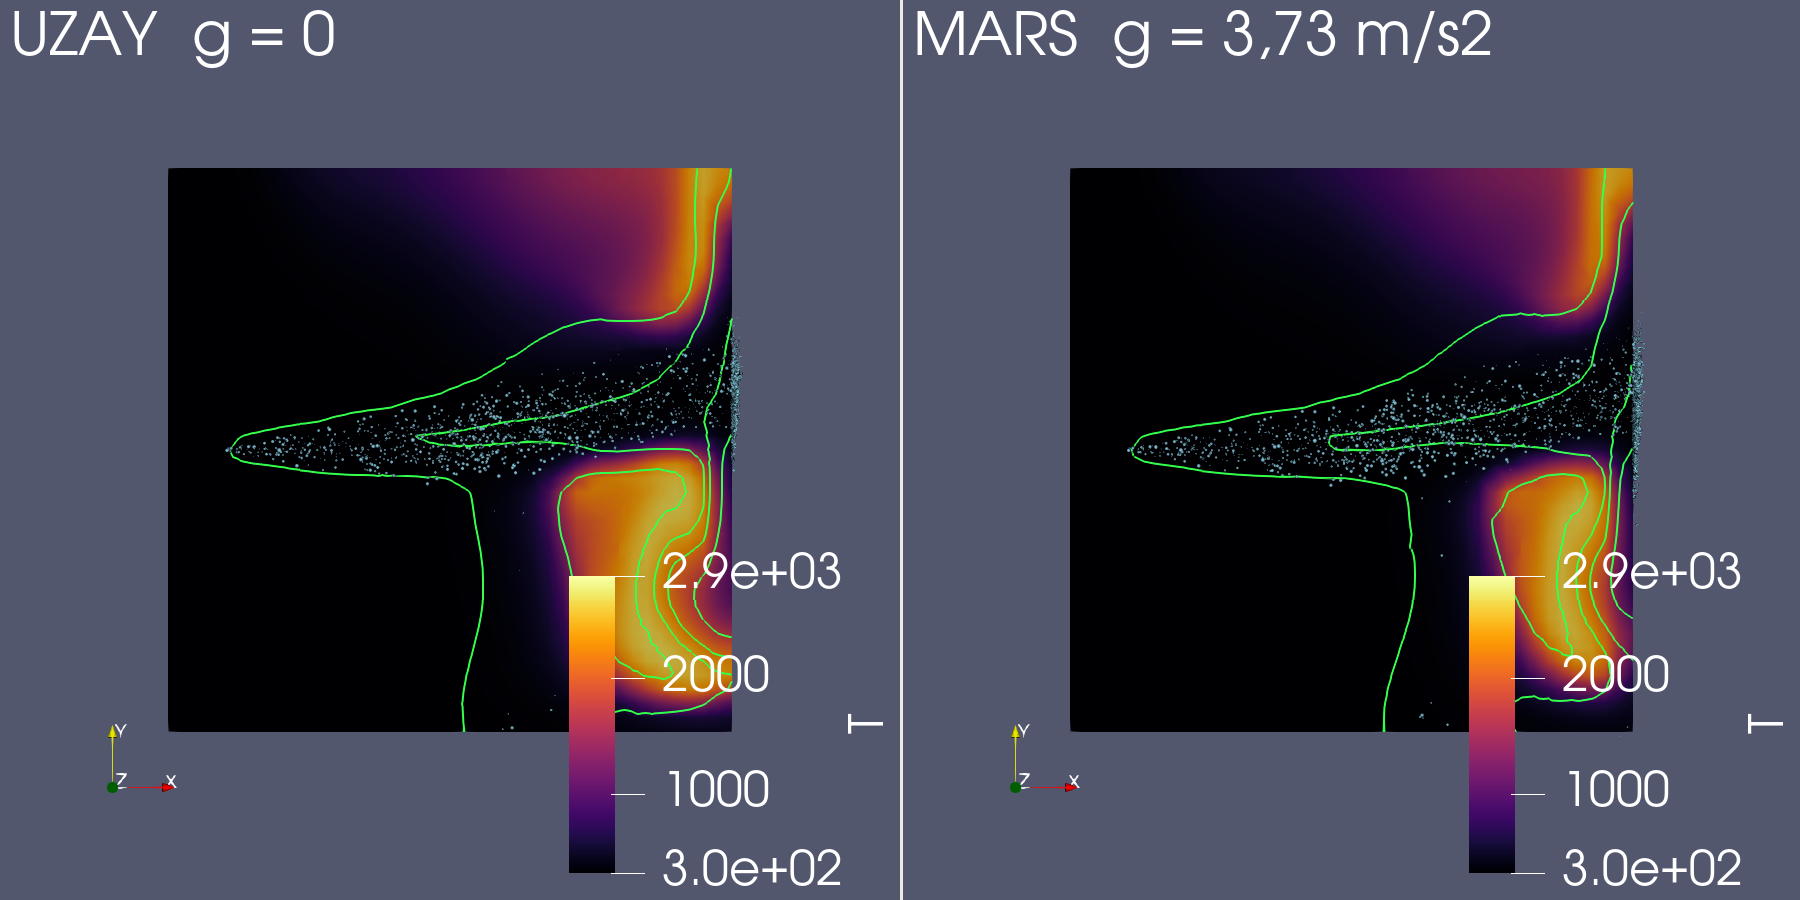 UZAY g = 0
2.9e+03
2000
1000
3.0e+02
T
Y
Z
X
MARS g = 3,73 m/s2
2.9e+03
2000
1000
3.0e+02
T
Y
Z
X